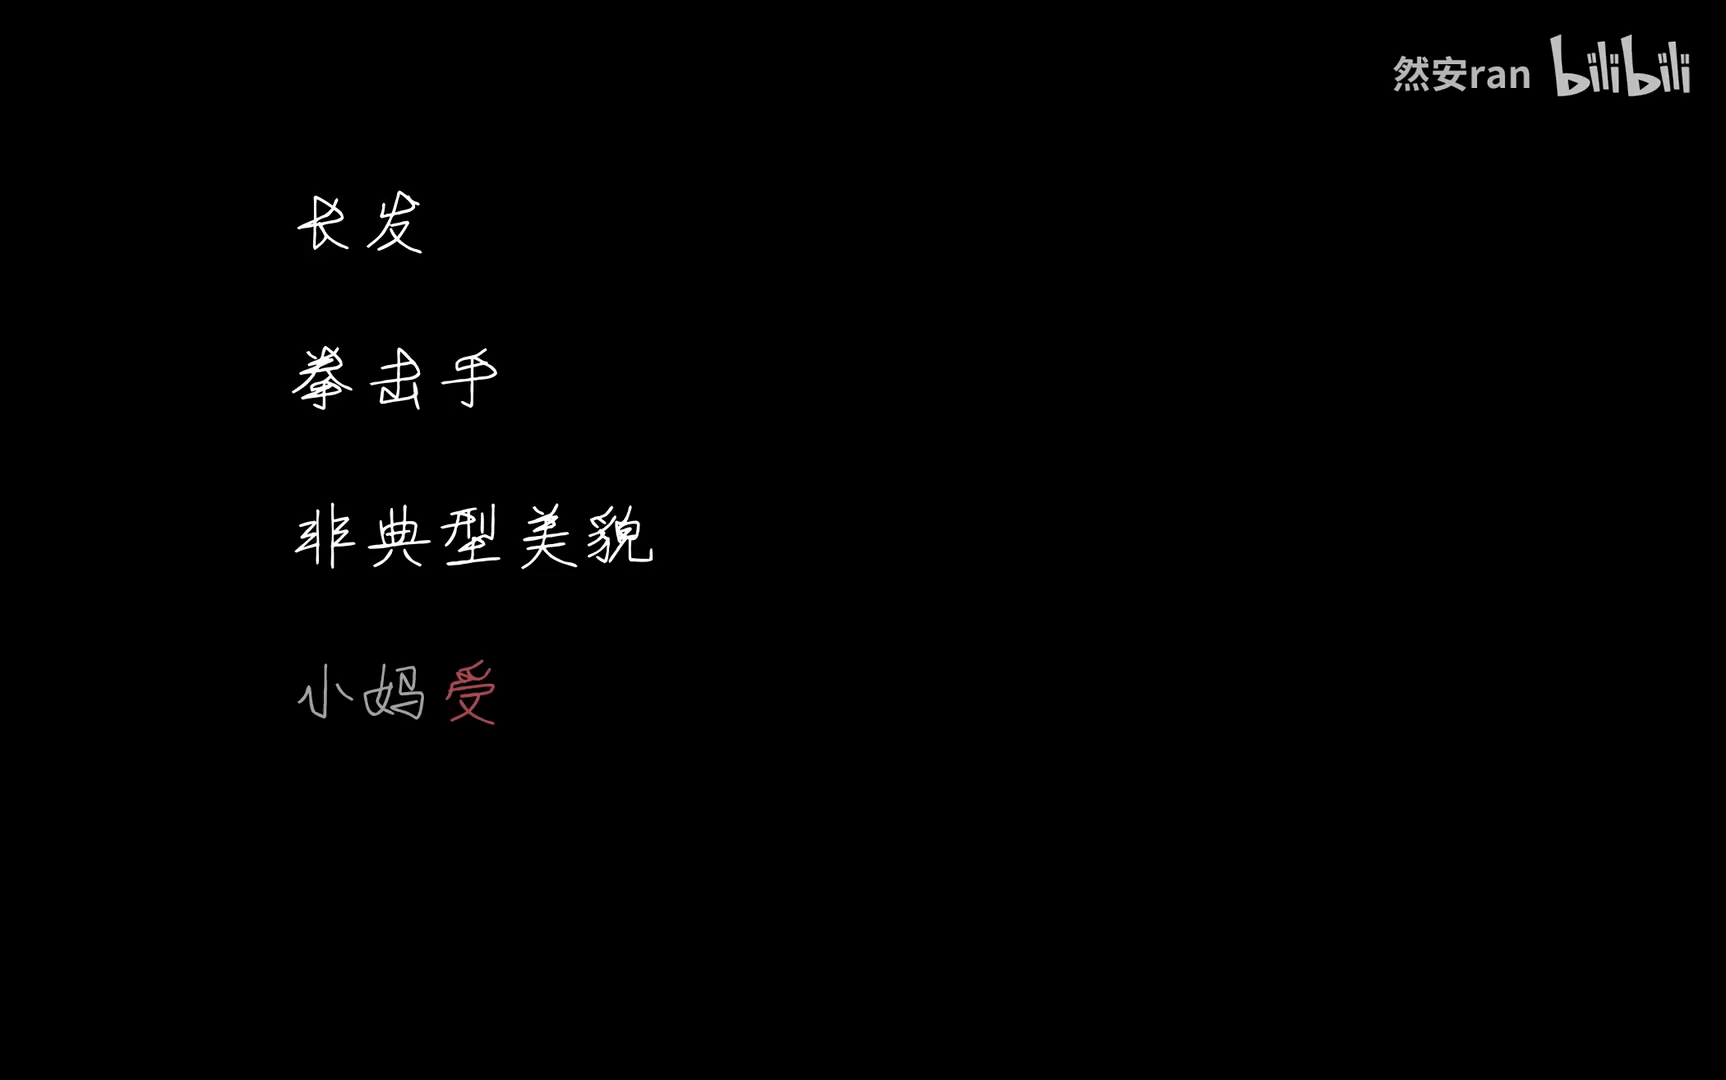 然安ran bilibili
长发
拳击手
非典型美貌
小妈受